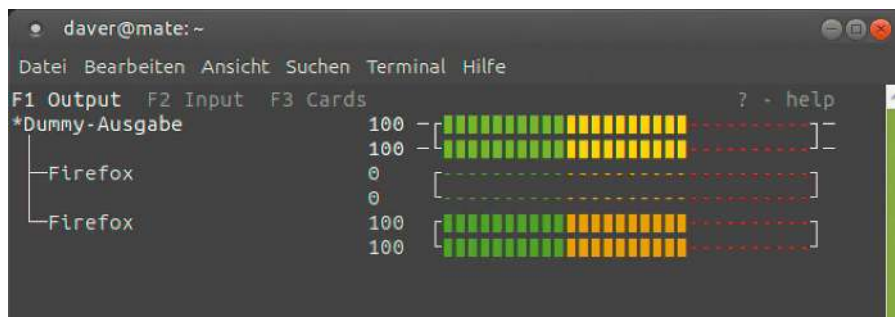 daver@mate: ~
Datei Bearbeiten Ansicht Suchen Terminal Hilfe
F1 Output F2 Input F3 Cards ? - help
*Dummy-Ausgabe 100
100
Firefox 0
0
Firefox 100
100